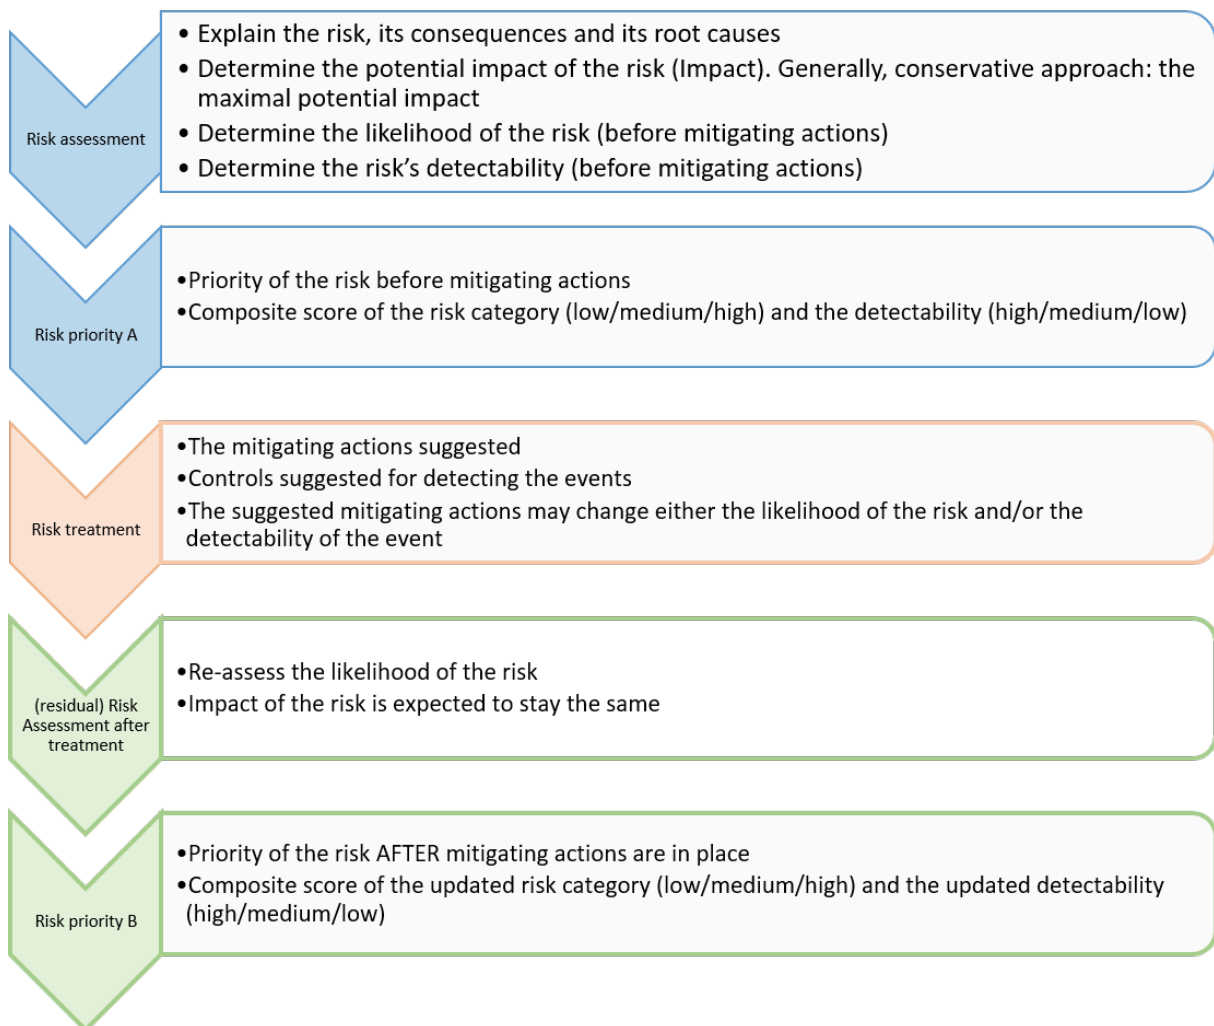 Risk assessment
• Explain the risk, its consequences and its root causes
• Determine the potential impact of the risk (Impact). Generally, conservative approach: the
maximal potential impact
• Determine the likelihood of the risk (before mitigating actions)
• Determine the risk’s detectability (before mitigating actions)
Risk priority A
•Priority of the risk before mitigating actions
•Composite score of the risk category (low/medium/high) and the detectability (high/medium/low)
Risk treatment
•The mitigating actions suggested
•Controls suggested for detecting the events
•The suggested mitigating actions may change either the likelihood of the risk and/or the
detectability of the event
(residual) Risk
Assessment after
treatment
•Re-assess the likelihood of the risk
•Impact of the risk is expected to stay the same
Risk priority B
•Priority of the risk AFTER mitigating actions are in place
•Composite score of the updated risk category (low/medium/high) and the updated detectability
(high/medium/low)